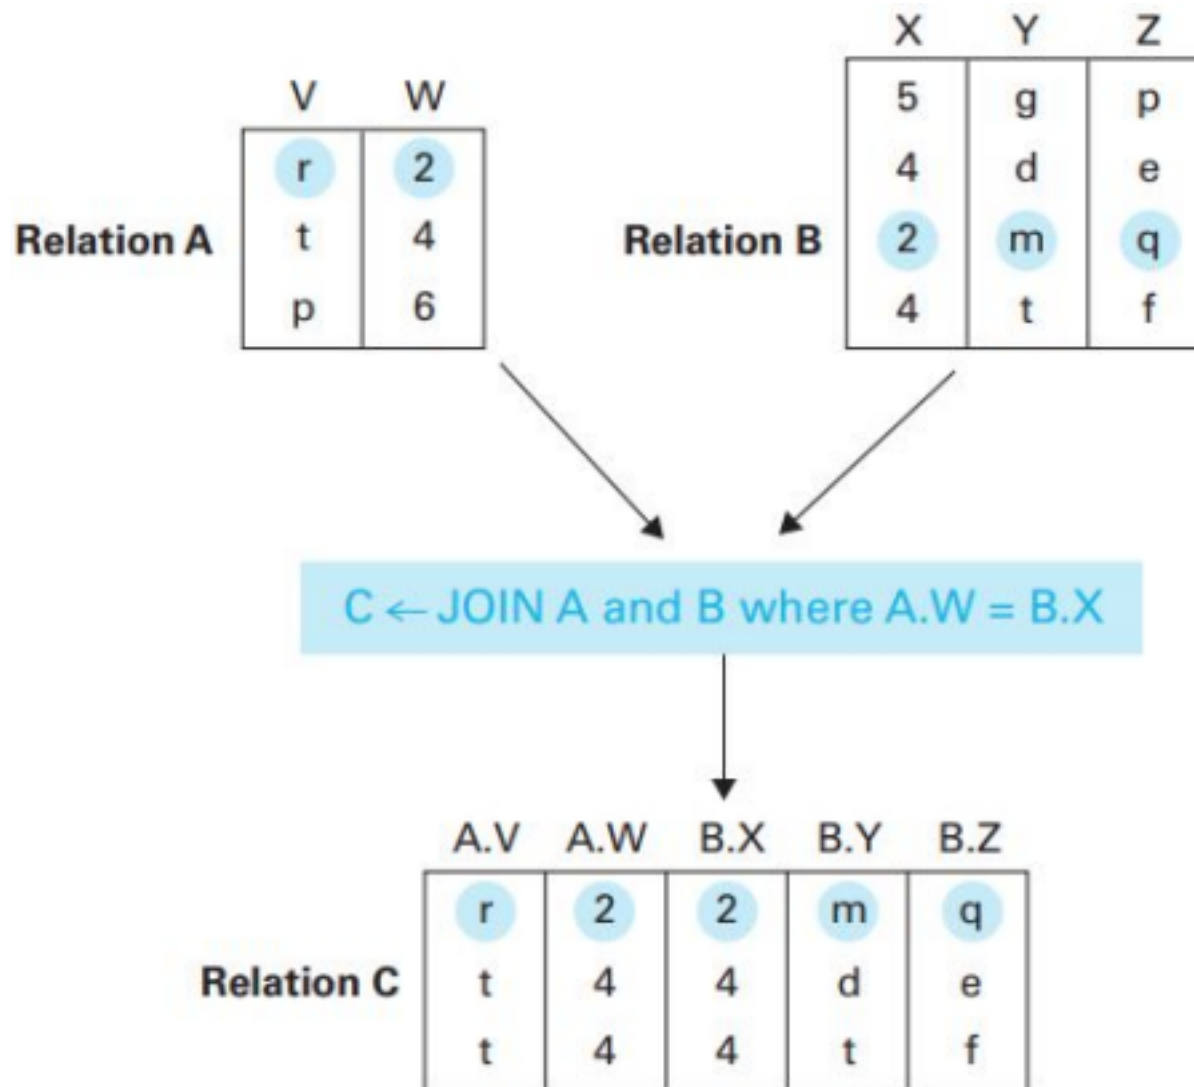 V W
r 2
Relation A t 4
p 6
X Y Z
5 g p
4 d e
Relation B 2 m q
4 t f
C ← JOIN A and B where A.W = B.X
A.V A.W B.X B.Y B.Z
r 2 2 m q
Relation C t 4 4 d e
t 4 4 t f